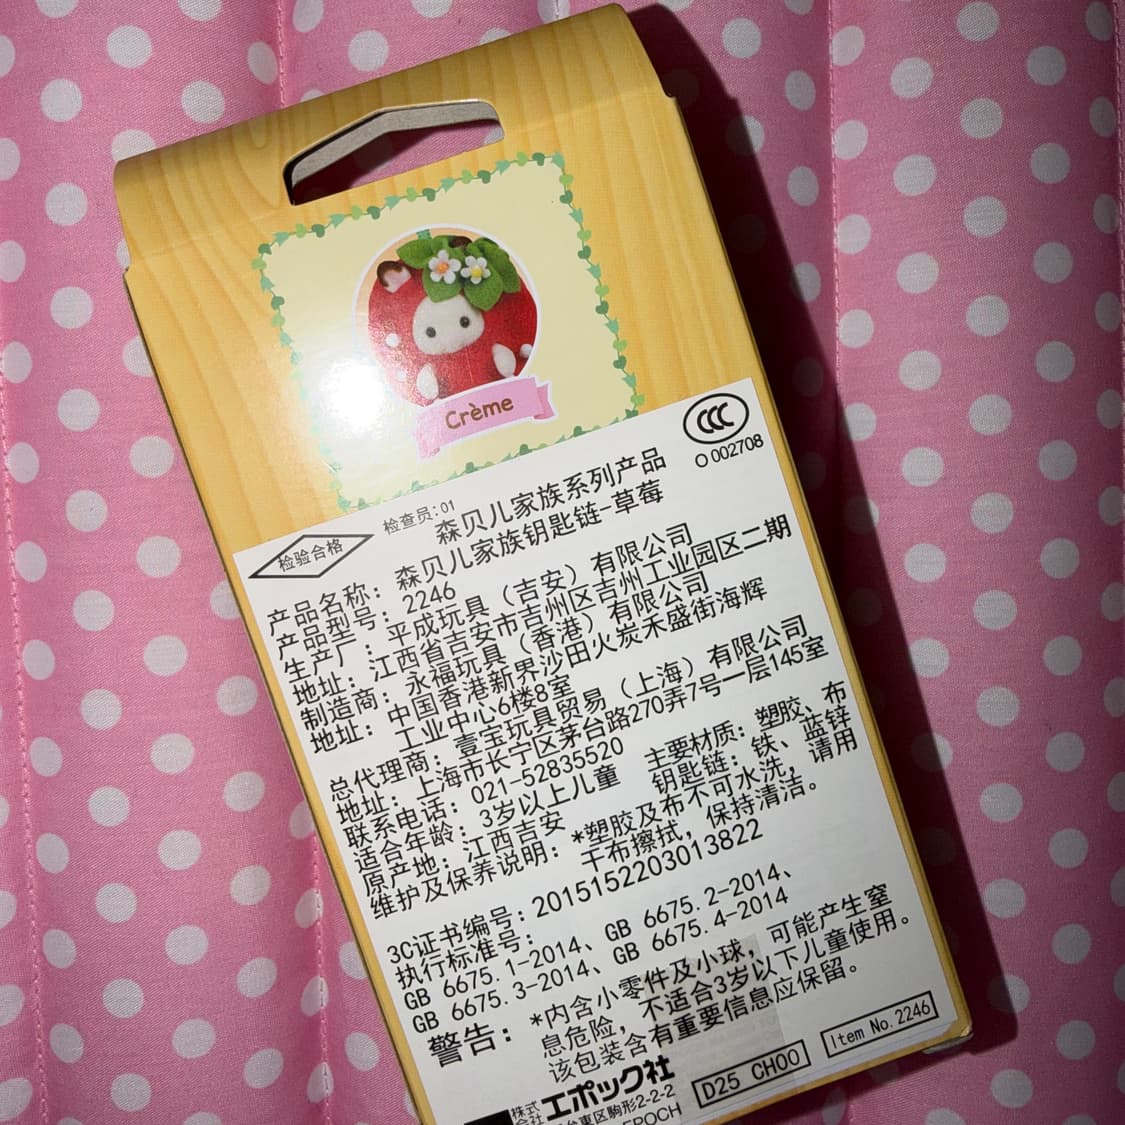 Crème
CCC
O 002708
检验合格
检查员:01
产品名称: 森贝儿家族系列产品
森贝儿家族钥匙链-草莓
产品型号: 2246
生产厂: 平成玩具（吉安）有限公司
地址: 江西省吉安市吉州区吉州工业园区二期
制造商: 永福玩具（香港）有限公司
地址: 中国香港新界沙田火炭禾盛街海辉
工业中心6楼8室
总代理商: 壹宝玩具贸易（上海）有限公司
地址: 上海市长宁区茅台路270弄7号一层145室
联系电话: 021-52835520
适合年龄: 3岁以上儿童
原产地: 江西吉安
主要材质: 塑胶、布
钥匙链: 铁、蓝锌
维护及保养说明: *塑胶及布不可水洗，请用
干布擦拭，保持清洁。
3C证书编号: 2015152203013822
执行标准号:
GB 6675.1-2014、GB 6675.2-2014、
GB 6675.3-2014、GB 6675.4-2014
警告: *内含小零件及小球，可能产生窒
息危险，不适合3岁以下儿童使用。
该包装含有重要信息应保留。
株式会社 エポック社
東区駒形2-2-2
EPOCH
D25 CH00
Item No.2246